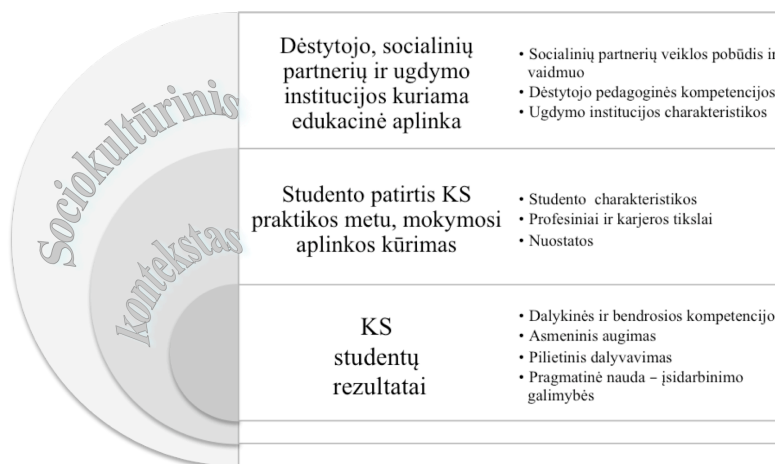 Sociokultūrinis
kontekstas
Dėstytojo, socialinių
partnerių ir ugdymo
institucijos kuriama
edukacinė aplinka
• Socialinių partnerių veiklos pobūdis ir
vaidmuo
• Dėstytojo pedagoginės kompetencijos
• Ugdymo institucijos charakteristikos
Studento patirtis KS
praktikos metu, mokymosi
aplinkos kūrimas
• Studento charakteristikos
• Profesiniai ir karjeros tikslai
• Nuostatos
KS
studentų
rezultatai
• Dalykinės ir bendrosios kompetencijo
• Asmeninis augimas
• Pilietinis dalyvavimas
• Pragmatinė nauda – įsidarbinimo
galimybės